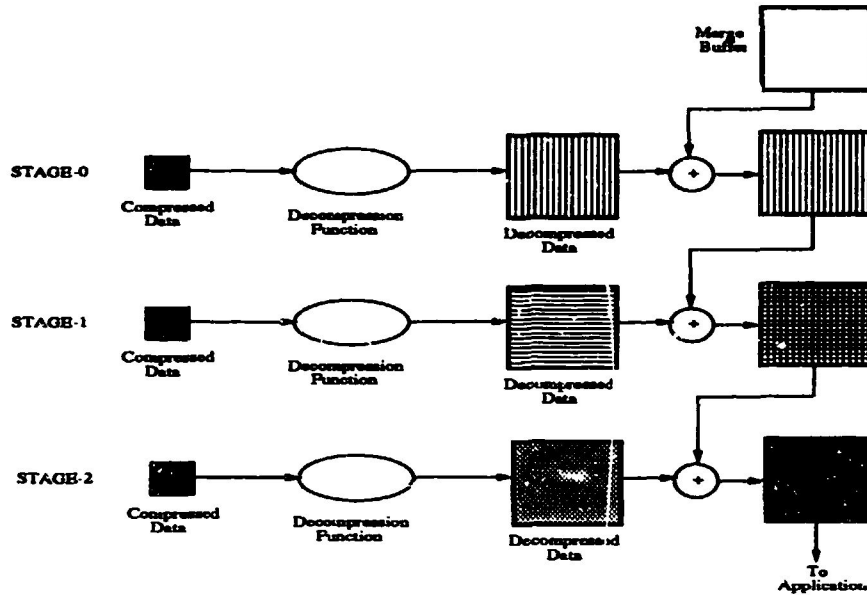 Merge
Buffer
STAGE-0
Compressed
Data
Decompression
Function
Decompressed
Data
+
STAGE-1
Compressed
Data
Decompression
Function
Decompressed
Data
+
STAGE-2
Compressed
Data
Decompression
Function
Decompressed
Data
+
To
Application